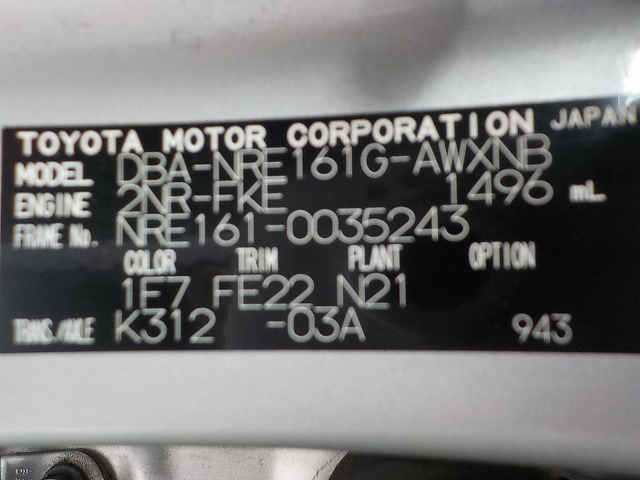 TOYOTA MOTOR CORPORATION JAPAN
MODEL DBA-NRE161G-AWXNB
ENGINE 2NR-FKE 1496 mL
FRAME No. NRE161-0035243
COLOR TRIM PLANT OPTION
1F7 FE22 N21
TRANS./AXLE K312 -03A 943